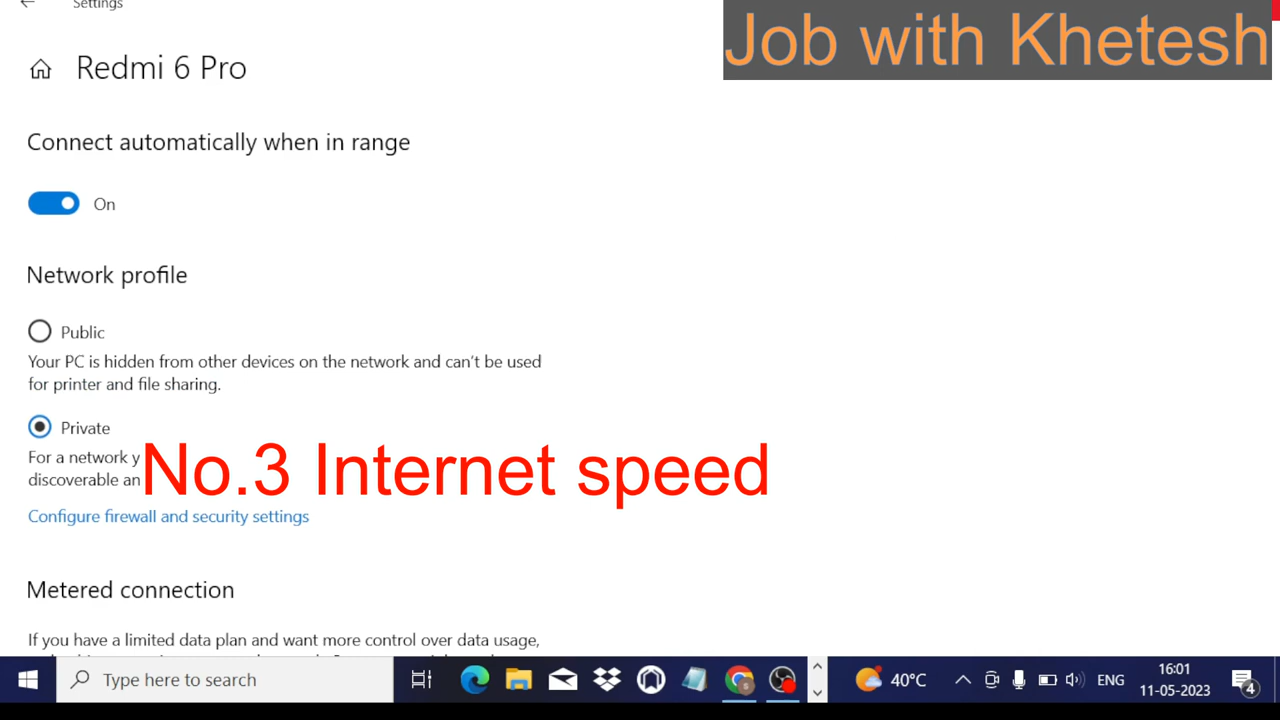 Settings
Job with Khetesh
Redmi 6 Pro
Connect automatically when in range
On
Network profile
Public
Your PC is hidden from other devices on the network and can't be used
for printer and file sharing.
Private
For a network y
discoverable an
No.3 Internet speed
Configure firewall and security settings
Metered connection
If you have a limited data plan and want more control over data usage,
Type here to search
40°C
ENG
16:01
11-05-2023
4